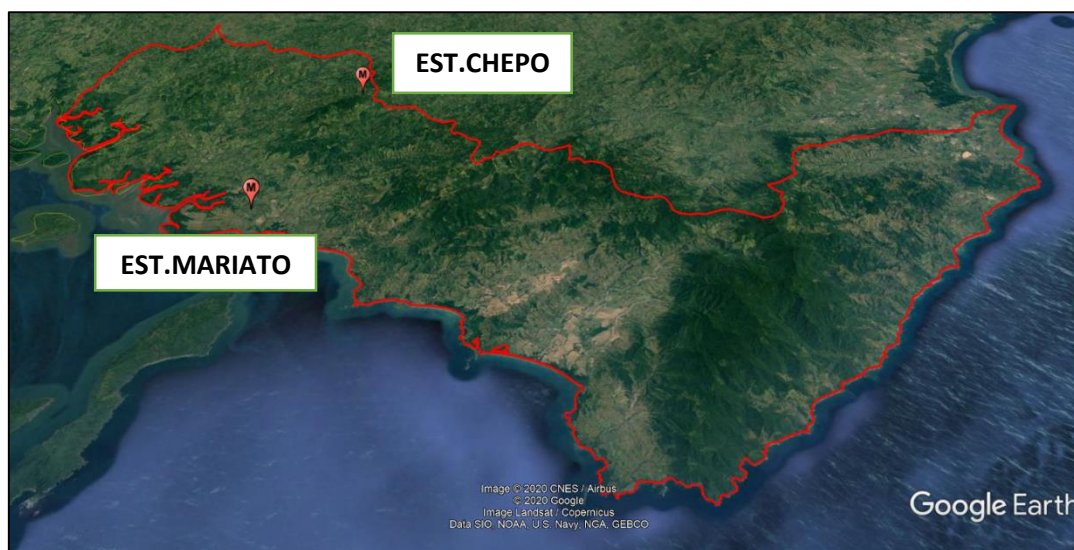 EST.CHEPO
M
M
EST.MARIATO
Image © 2020 CNES / Airbus
© 2020 Google
Image Landsat / Copernicus
Data SIO, NOAA, U.S. Navy, NGA, GEBCO
Google Earth